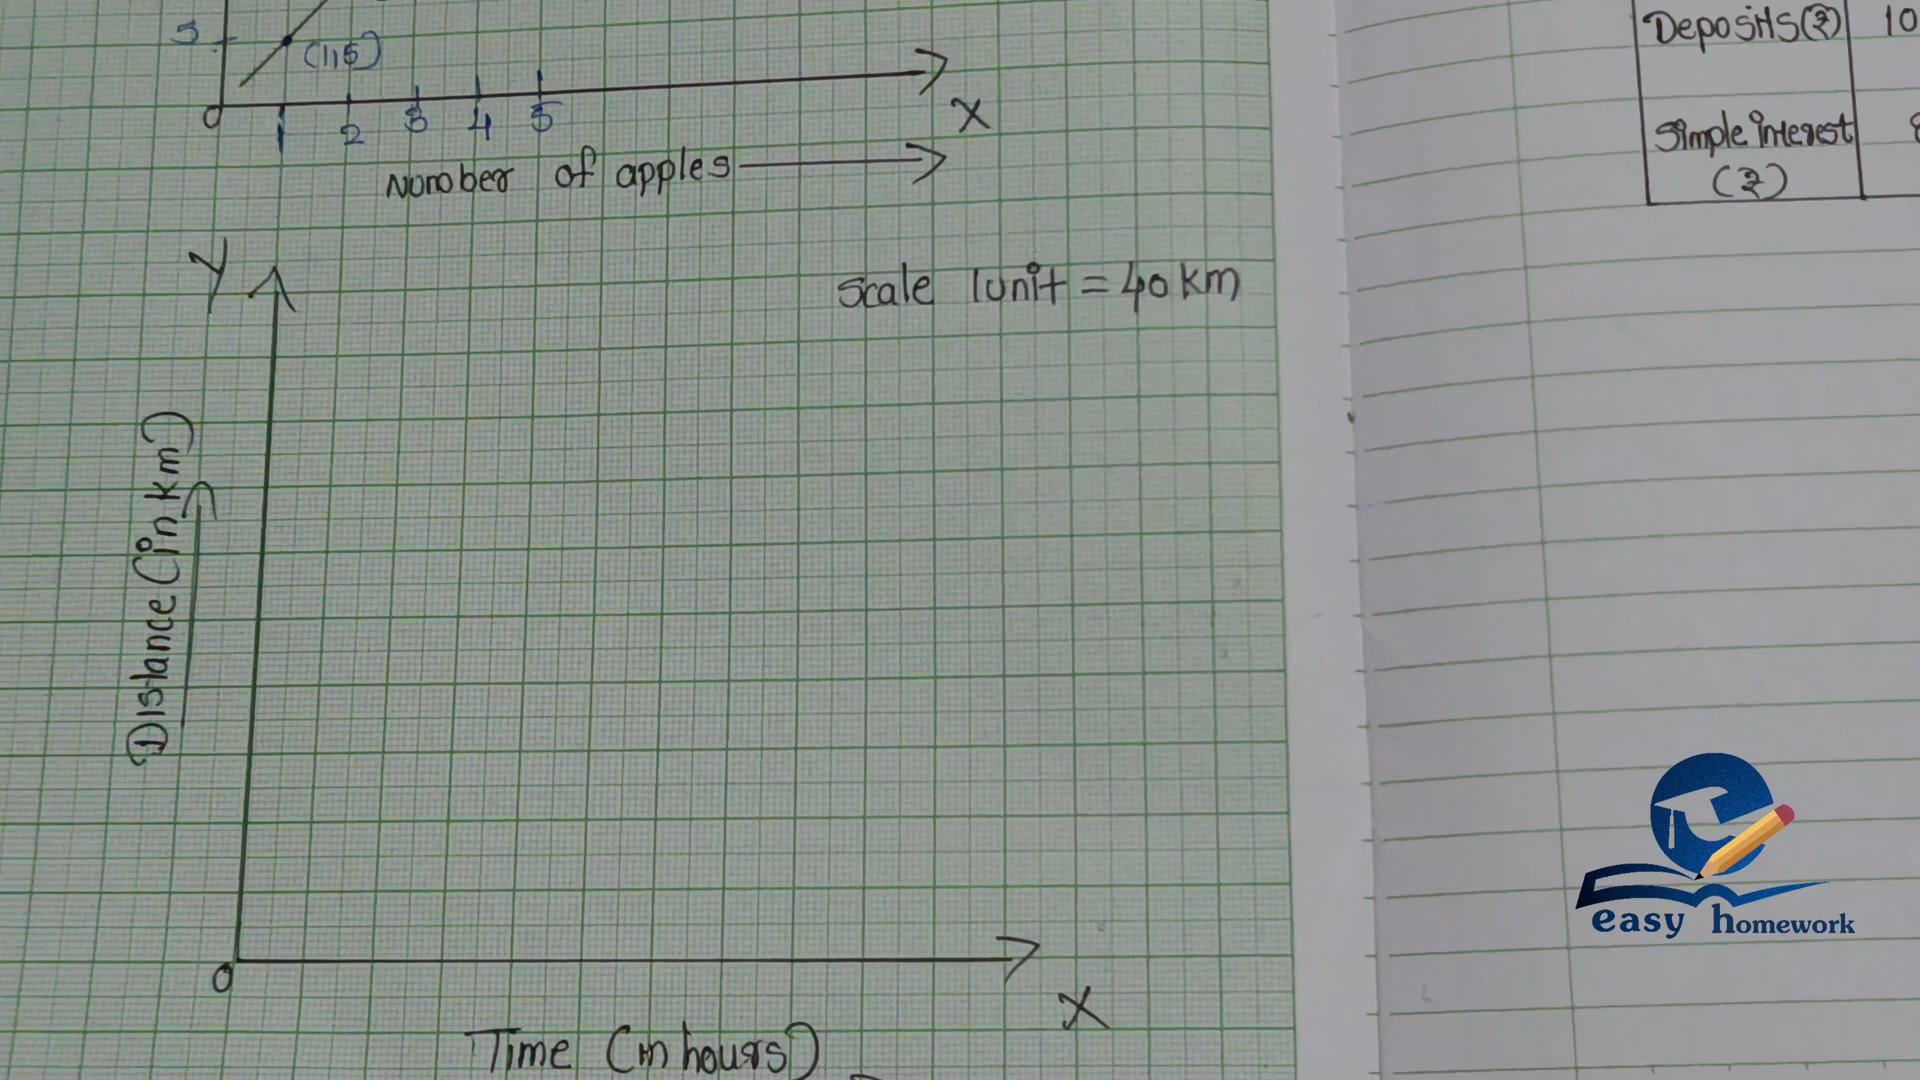 5
(1,5)
0
1 2 3 4 5
X
Number of apples
Y
Scale 1unit = 40 km
Distance (in km)
0
X
Time (in hours)
Deposits (₹) 10
Simple interest
(₹)
easy homework